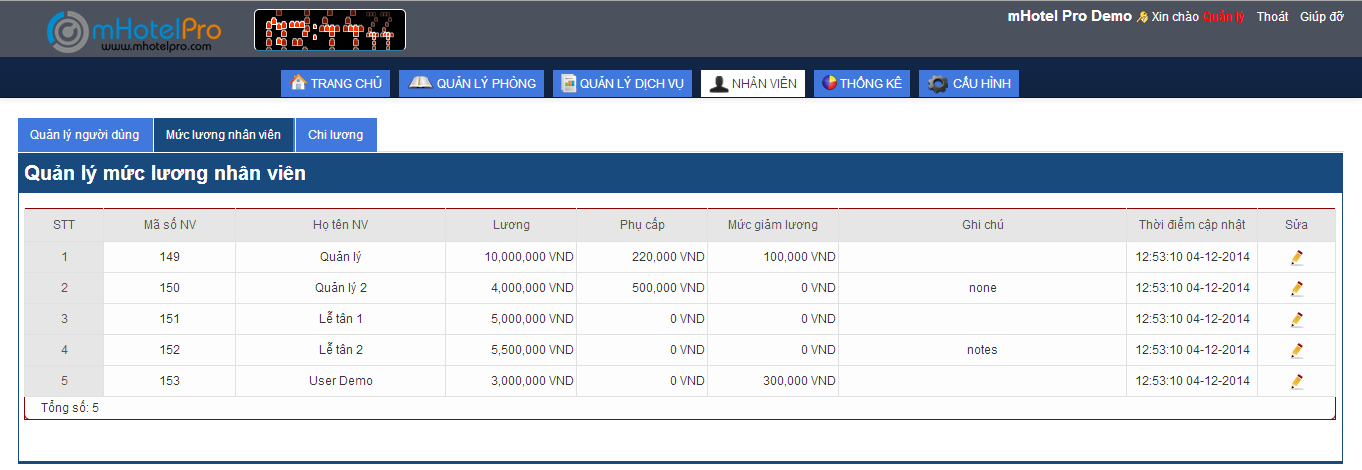 mHotelPro
www.mhotelpro.com
mHotel Pro Demo Xin chào Quản lý Thoát Giúp đỡ
TRANG CHỦ QUẢN LÝ PHÒNG QUẢN LÝ DỊCH VỤ NHÂN VIÊN THỐNG KÊ CẤU HÌNH
Quản lý người dùng Mức lương nhân viên Chi lương
Quản lý mức lương nhân viên
STT Mã số NV Họ tên NV Lương Phụ cấp Mức giảm lương Ghi chú Thời điểm cập nhật Sửa
1 149 Quản lý 10,000,000 VND 220,000 VND 100,000 VND 12:53:10 04-12-2014
2 150 Quản lý 2 4,000,000 VND 500,000 VND 0 VND none 12:53:10 04-12-2014
3 151 Lễ tân 1 5,000,000 VND 0 VND 0 VND 12:53:10 04-12-2014
4 152 Lễ tân 2 5,500,000 VND 0 VND 0 VND notes 12:53:10 04-12-2014
5 153 User Demo 3,000,000 VND 0 VND 300,000 VND 12:53:10 04-12-2014
Tổng số: 5